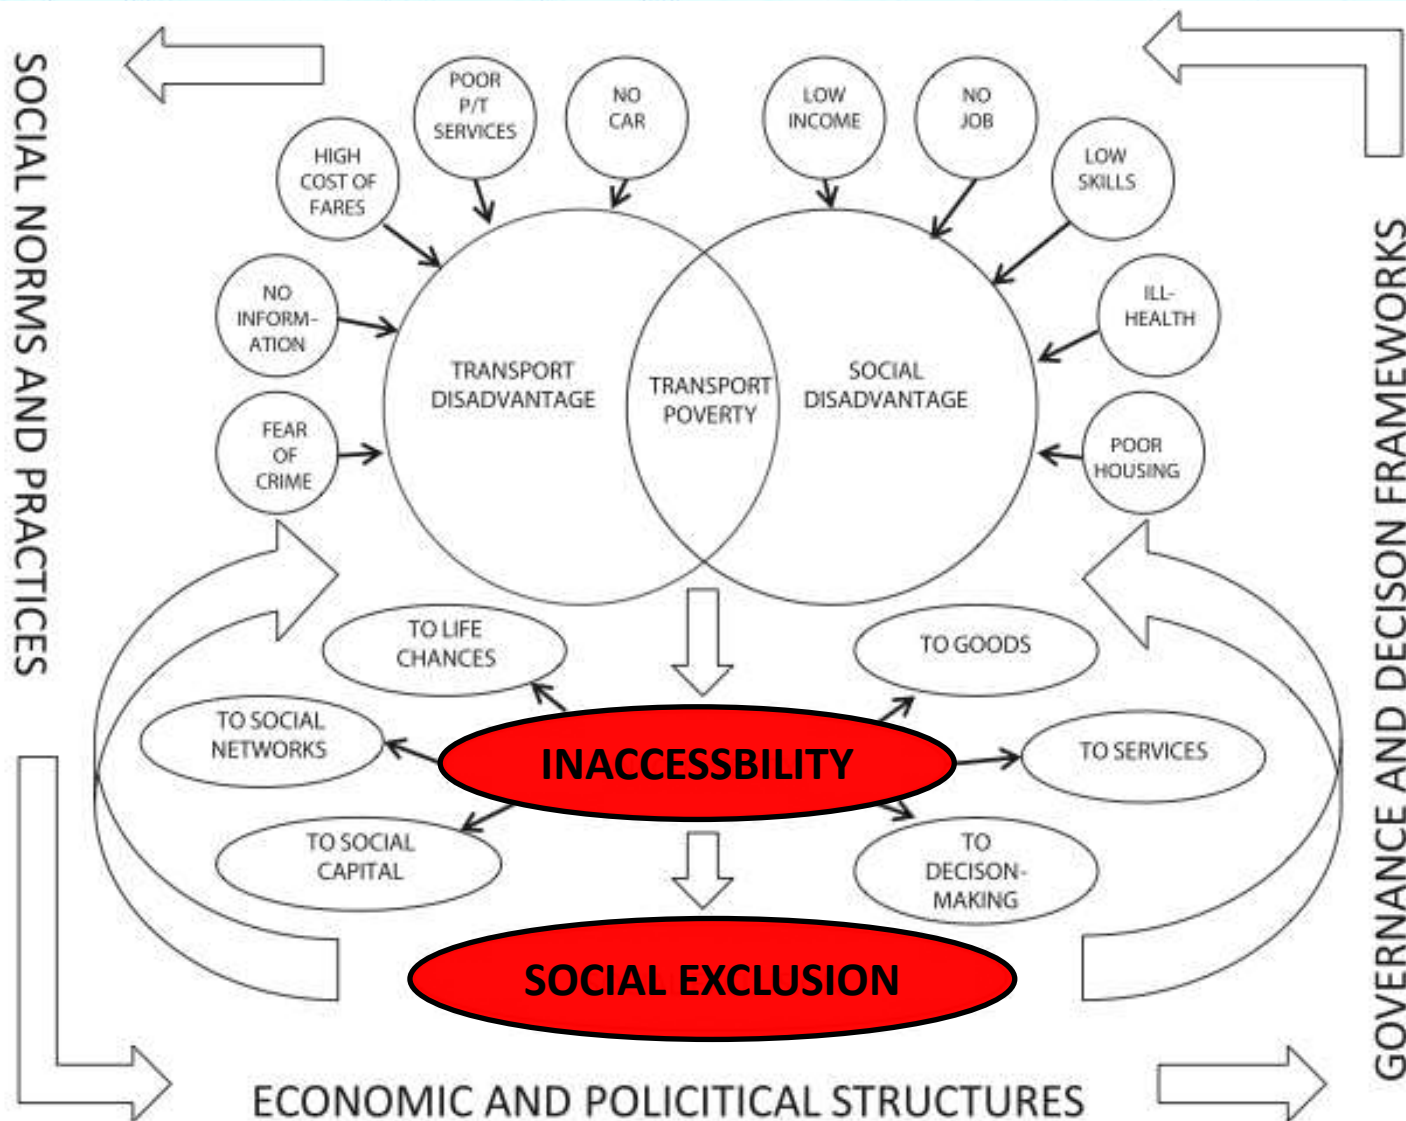 SOCIAL NORMS AND PRACTICES
POOR
P/T
SERVICES
NO
CAR
LOW
INCOME
NO
JOB
HIGH
COST OF
FARES
LOW
SKILLS
NO
INFORM-
ATION
ILL-
HEALTH
FEAR
OF
CRIME
POOR
HOUSING
TRANSPORT
DISADVANTAGE
TRANSPORT
POVERTY
SOCIAL
DISADVANTAGE
GOVERNANCE AND DECISON FRAMEWORKS
TO LIFE
CHANCES
TO GOODS
TO SOCIAL
NETWORKS
INACCESSBILITY
TO SERVICES
TO SOCIAL
CAPITAL
TO
DECISON-
MAKING
SOCIAL EXCLUSION
ECONOMIC AND POLICITICAL STRUCTURES